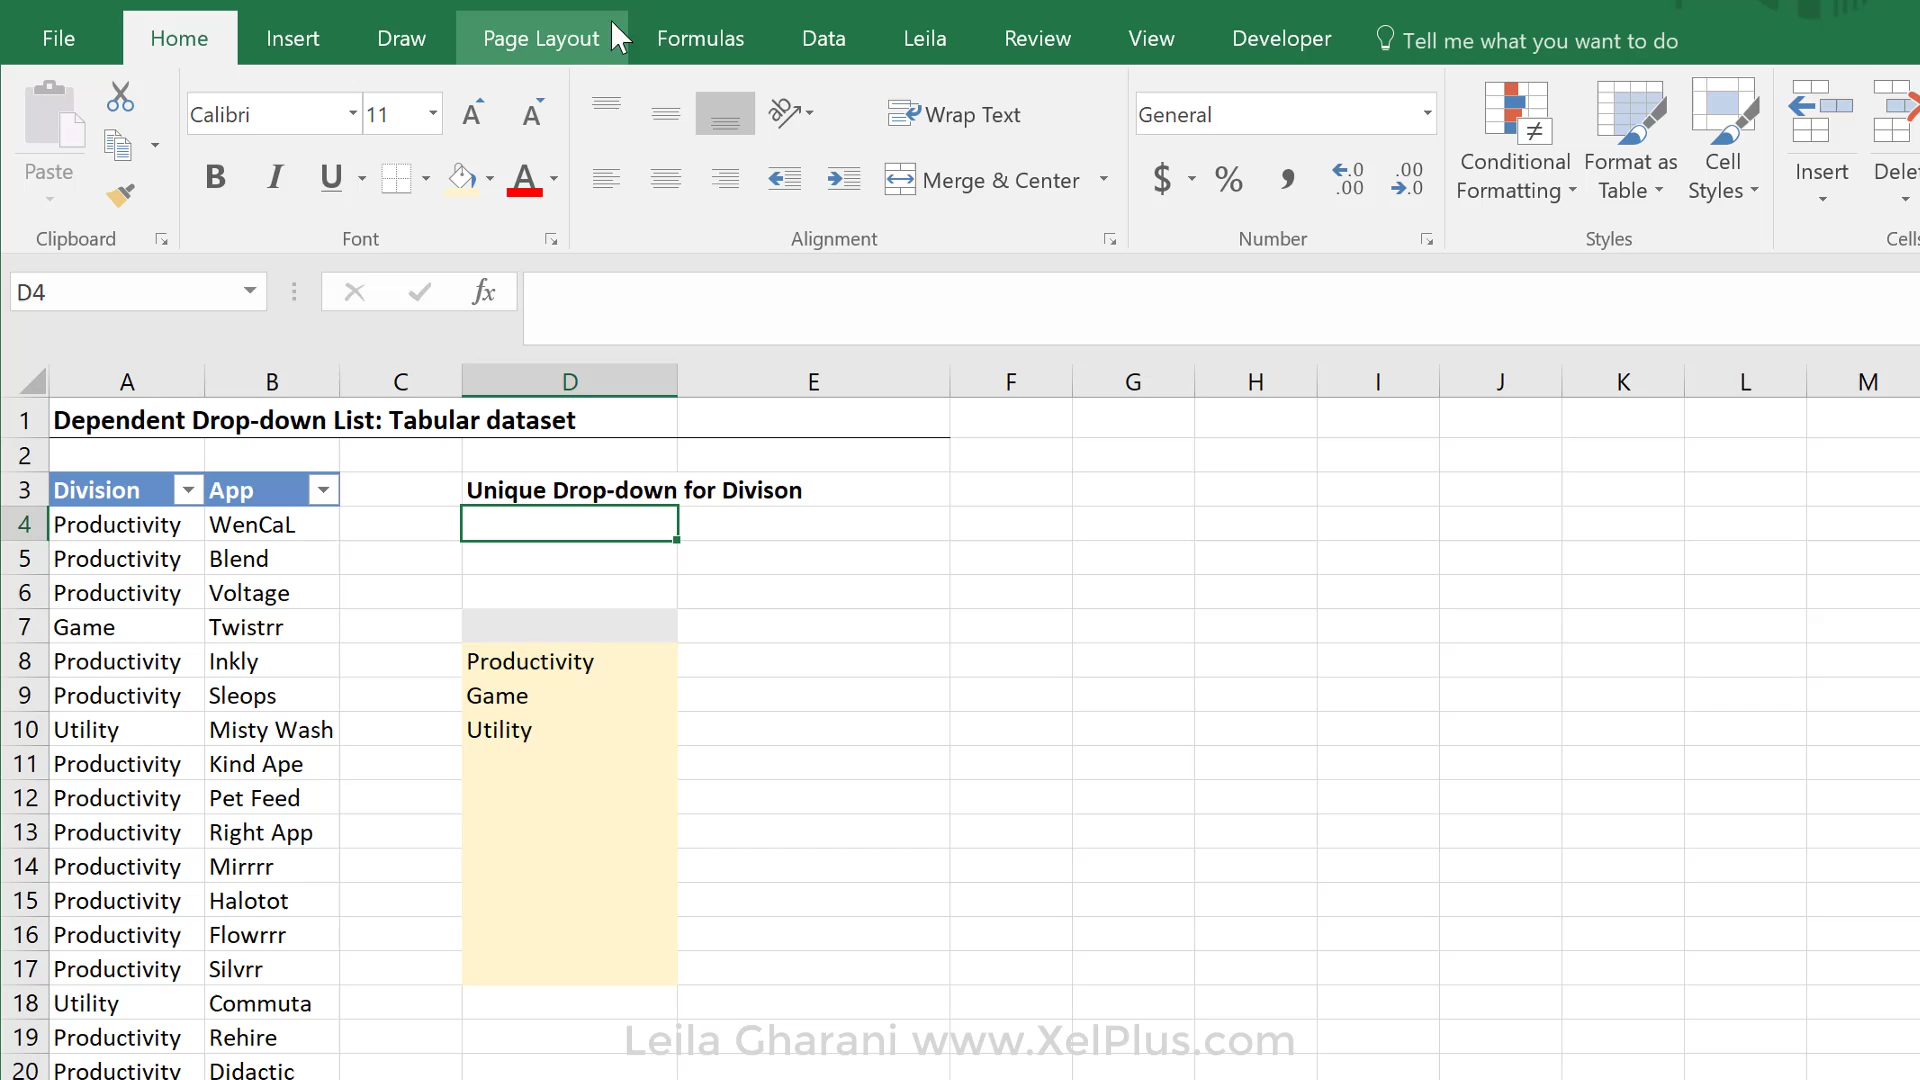 File Home Insert Draw Page Layout Formulas Data Leila Review View Developer Tell me what you want to do
Paste
Clipboard
Calibri 11
B I U A
Font
Wrap Text
Merge & Center
Alignment
General
$ % , .0 .00 .00 .0
Number
Conditional Formatting
Format as Table
Cell Styles
Styles
Insert
Delet
Cells
D4 fx
A B C D E F G H I J K L M
1 Dependent Drop-down List: Tabular dataset
2
3 Division App Unique Drop-down for Divison
4 Productivity WenCaL
5 Productivity Blend
6 Productivity Voltage
7 Game Twistrr
8 Productivity Inkly Productivity
9 Productivity Sleops Game
10 Utility Misty Wash Utility
11 Productivity Kind Ape
12 Productivity Pet Feed
13 Productivity Right App
14 Productivity Mirrrr
15 Productivity Halotot
16 Productivity Flowrrr
17 Productivity Silvrr
18 Utility Commuta
19 Productivity Rehire
20 Productivity Didactic
Leila Gharani www.XelPlus.com